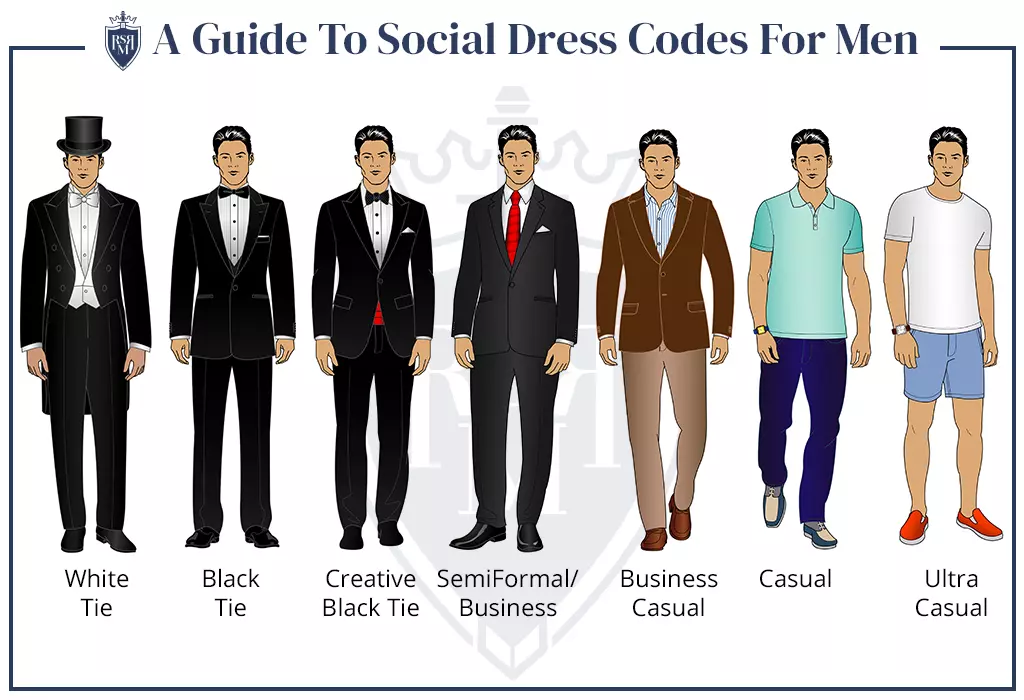 RSRM
A Guide To Social Dress Codes For Men
White
Tie
Black
Tie
Creative
Black Tie
SemiFormal/
Business
Business
Casual
Casual
Ultra
Casual